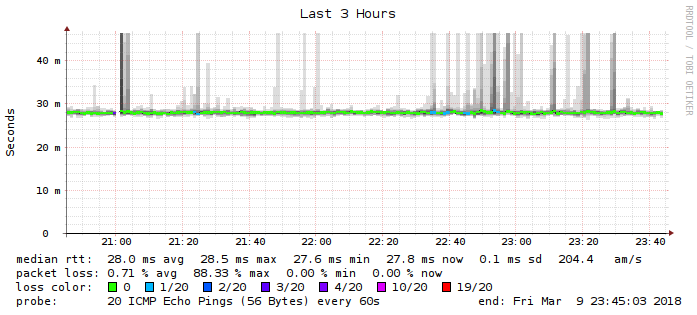 Last 3 Hours
RRDTOOL / TOBI OETIKER
Seconds
40 m
30 m
20 m
10 m
0
21:00 21:20 21:40 22:00 22:20 22:40 23:00 23:20 23:40
median rtt: 28.0 ms avg 28.5 ms max 27.6 ms min 27.8 ms now 0.1 ms sd 204.4 am/s
packet loss: 0.71 % avg 88.33 % max 0.00 % min 0.00 % now
loss color: 0 1/20 2/20 3/20 4/20 10/20 19/20
probe: 20 ICMP Echo Pings (56 Bytes) every 60s end: Fri Mar 9 23:45:03 2018